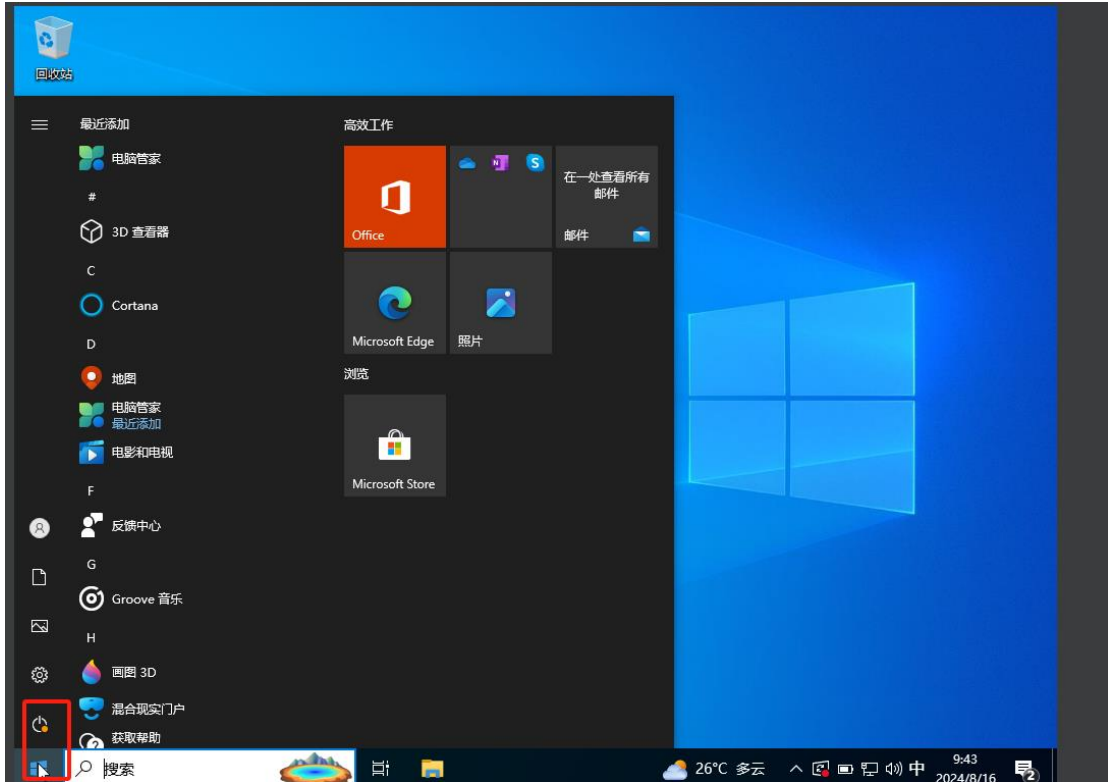 回收站
最近添加
电脑管家
#
3D 查看器
C
Cortana
D
地图
电脑管家
最近添加
电影和电视
F
反馈中心
G
Groove 音乐
H
画图 3D
混合现实门户
获取帮助
高效工作
Office
在一处查看所有
邮件
邮件
Microsoft Edge
照片
浏览
Microsoft Store
搜索
26°C 多云
中
9:43
2024/8/16
2